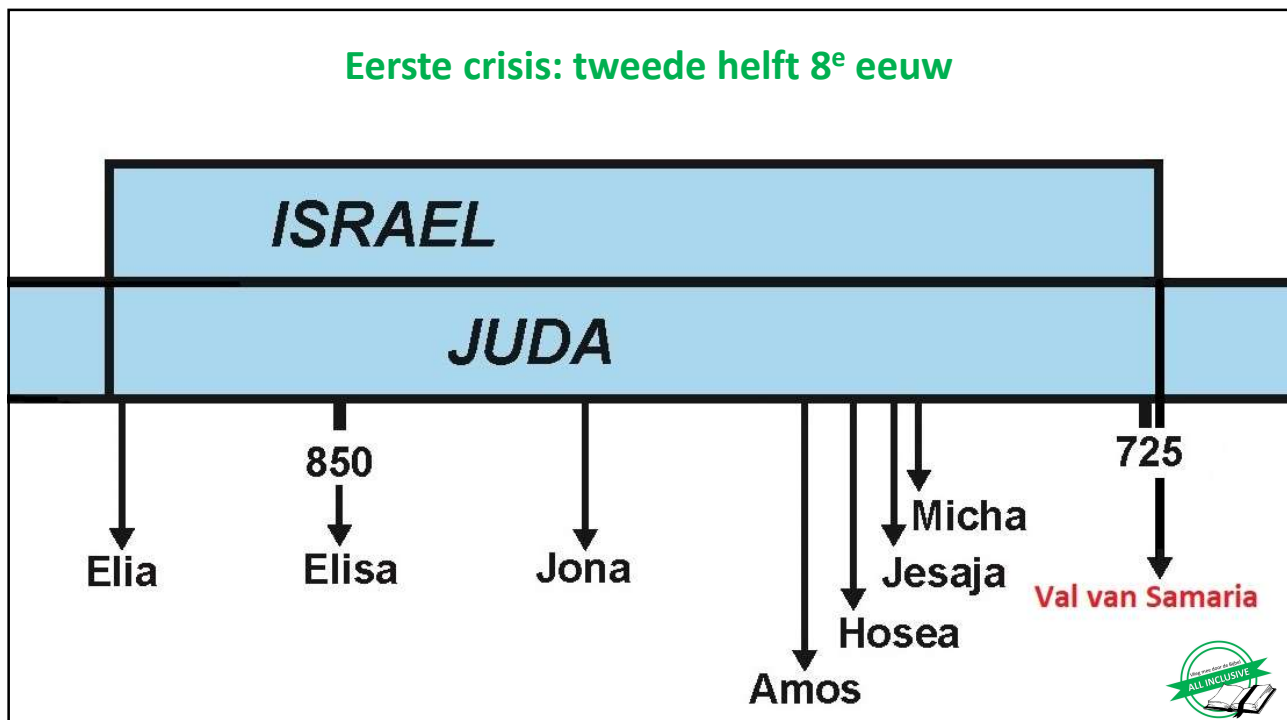 Eerste crisis: tweede helft 8e eeuw
ISRAEL
JUDA
850
725
Elia
Elisa
Jona
Amos
Hosea
Jesaja
Micha
Val van Samaria
ALL INCLUSIVE